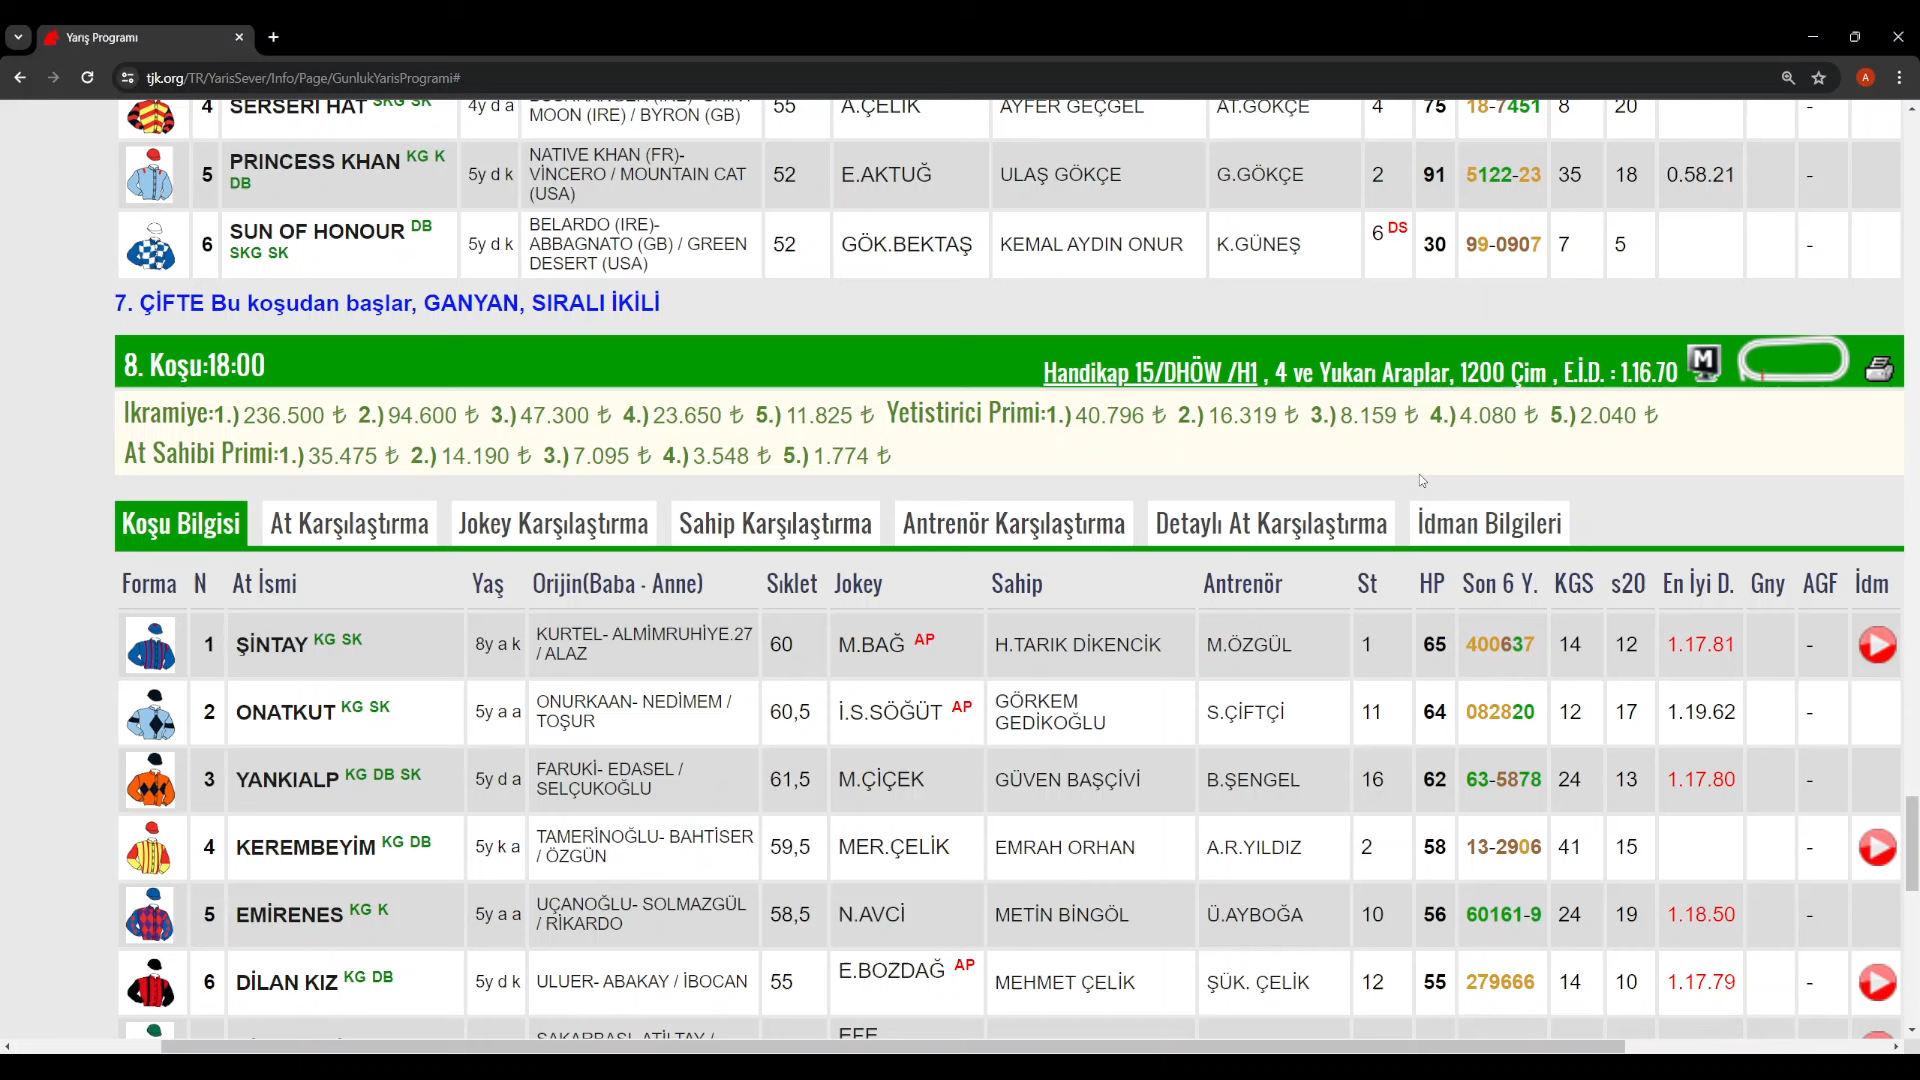 Yarış Programı
tjk.org/TR/YarisSever/Info/Page/GunlukYarisProgrami#
A
4 SERSERİ HAT SKG SK 4y d a MOON (IRE) / BYRON (GB) 55 A.ÇELİK AYFER GEÇGEL AT.GÖKÇE 4 75 18-7451 8 20 -
5 PRINCESS KHAN KG K DB 5y d k NATIVE KHAN (FR)- VİNCERO / MOUNTAIN CAT (USA) 52 E.AKTUĞ ULAŞ GÖKÇE G.GÖKÇE 2 91 5122-23 35 18 0.58.21 -
6 SUN OF HONOUR DB SKG SK 5y d k BELARDO (IRE)- ABBAGNATO (GB) / GREEN DESERT (USA) 52 GÖK.BEKTAŞ KEMAL AYDIN ONUR K.GÜNEŞ 6 DS 30 99-0907 7 5 -
7. ÇİFTE Bu koşudan başlar, GANYAN, SIRALI İKİLİ
8. Koşu:18:00 Handikap 15/DHÖW /H1 , 4 ve Yukarı Araplar, 1200 Çim , E.İ.D. : 1.16.70 M
Ikramiye:1.) 236.500 ₺ 2.) 94.600 ₺ 3.) 47.300 ₺ 4.) 23.650 ₺ 5.) 11.825 ₺ Yetistirici Primi:1.) 40.796 ₺ 2.) 16.319 ₺ 3.) 8.159 ₺ 4.) 4.080 ₺ 5.) 2.040 ₺
At Sahibi Primi:1.) 35.475 ₺ 2.) 14.190 ₺ 3.) 7.095 ₺ 4.) 3.548 ₺ 5.) 1.774 ₺
Koşu Bilgisi At Karşılaştırma Jokey Karşılaştırma Sahip Karşılaştırma Antrenör Karşılaştırma Detaylı At Karşılaştırma İdman Bilgileri
Forma N At İsmi Yaş Orijin(Baba - Anne) Sıklet Jokey Sahip Antrenör St HP Son 6 Y. KGS s20 En İyi D. Gny AGF İdm
1 ŞİNTAY KG SK 8y a k KURTEL- ALMİMRUHİYE.27 / ALAZ 60 M.BAĞ AP H.TARIK DİKENCİK M.ÖZGÜL 1 65 400637 14 12 1.17.81 -
2 ONATKUT KG SK 5y a a ONURKAAN- NEDİMEM / TOŞUR 60,5 İ.S.SÖĞÜT AP GÖRKEM GEDİKOĞLU S.ÇİFTÇİ 11 64 082820 12 17 1.19.62 -
3 YANKIALP KG DB SK 5y d a FARUKİ- EDASEL / SELÇUKOĞLU 61,5 M.ÇİÇEK GÜVEN BAŞÇİVİ B.ŞENGEL 16 62 63-5878 24 13 1.17.80 -
4 KEREMBEYİM KG DB 5y k a TAMERİNOĞLU- BAHTİSER / ÖZGÜN 59,5 MER.ÇELİK EMRAH ORHAN A.R.YILDIZ 2 58 13-2906 41 15 -
5 EMİRENES KG K 5y a a UÇANOĞLU- SOLMAZGÜL / RİKARDO 58,5 N.AVCİ METİN BİNGÖL Ü.AYBOĞA 10 56 60161-9 24 19 1.18.50 -
6 DİLAN KIZ KG DB 5y d k ULUER- ABAKAY / İBOCAN 55 E.BOZDAĞ AP MEHMET ÇELİK ŞÜK. ÇELİK 12 55 279666 14 10 1.17.79 -